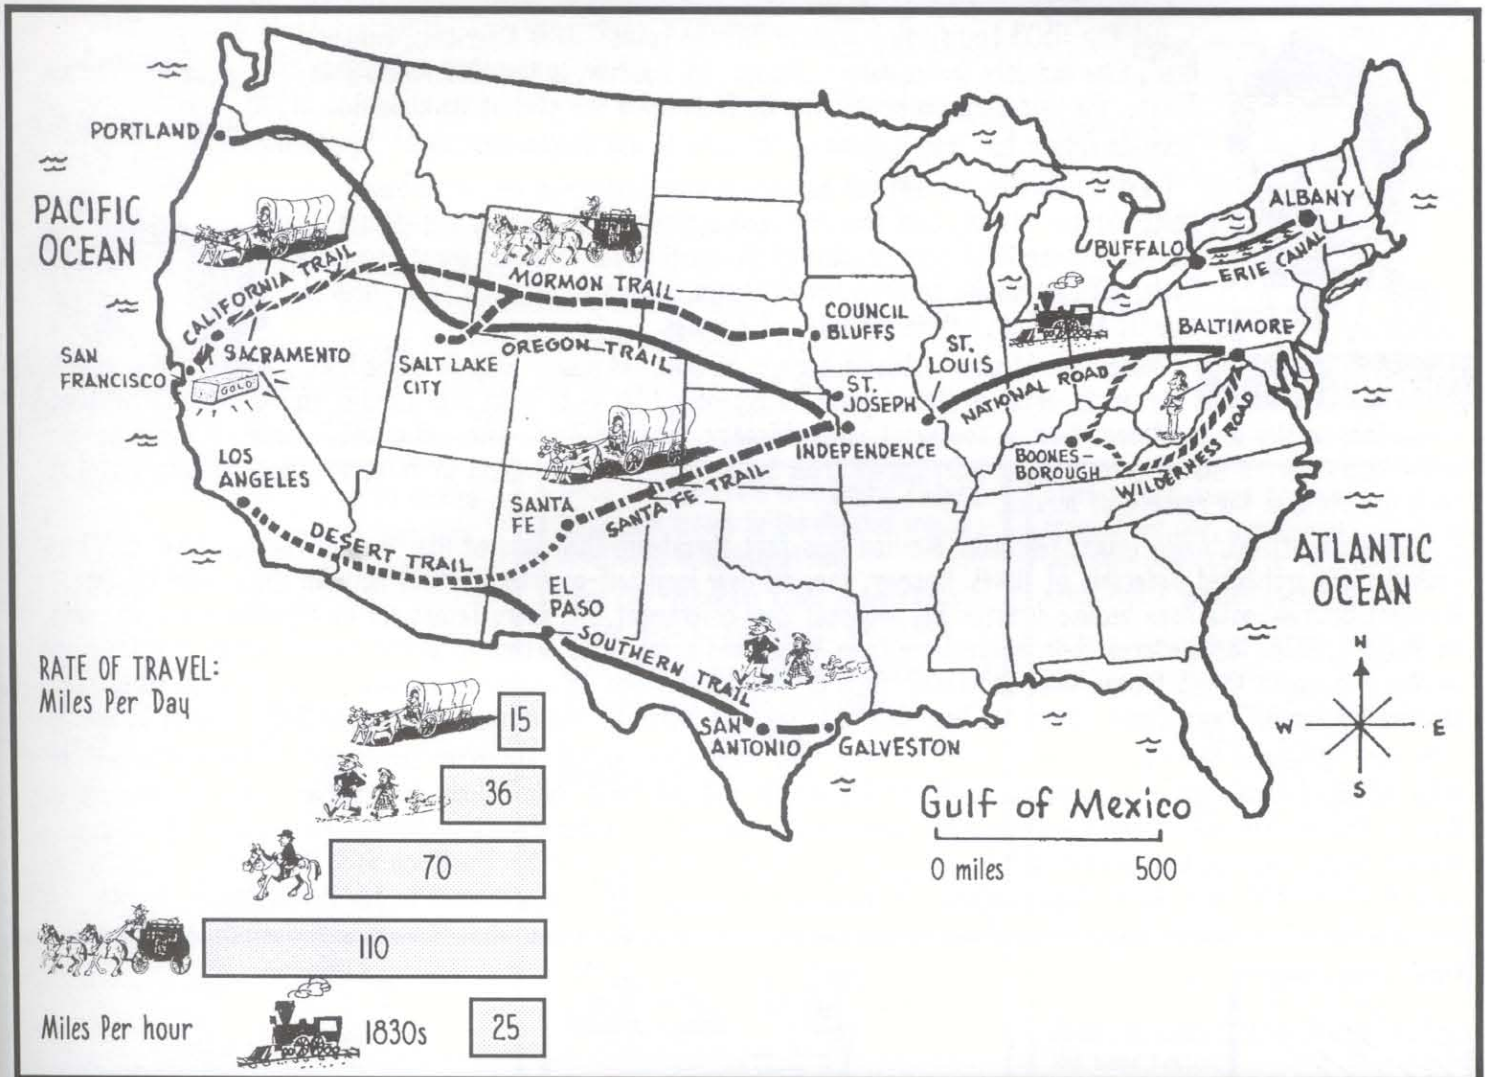 PORTLAND
PACIFIC
OCEAN
CALIFORNIA TRAIL
SAN
FRANCISCO
SACRAMENTO
GOLD
MORMON TRAIL
SALT LAKE
CITY
OREGON TRAIL
COUNCIL
BLUFFS
ST.
JOSEPH
INDEPENDENCE
ST.
LOUIS
NATIONAL ROAD
BUFFALO
ALBANY
ERIE CANAL
BALTIMORE
BOONES-
BOROUGH
WILDERNESS ROAD
LOS
ANGELES
DESERT TRAIL
SANTA
FE
SANTA FE TRAIL
EL
PASO
SOUTHERN TRAIL
SAN
ANTONIO
GALVESTON
ATLANTIC
OCEAN
N
W E
S
Gulf of Mexico
0 miles 500
RATE OF TRAVEL:
Miles Per Day
15
36
70
110
Miles Per hour 1830s 25